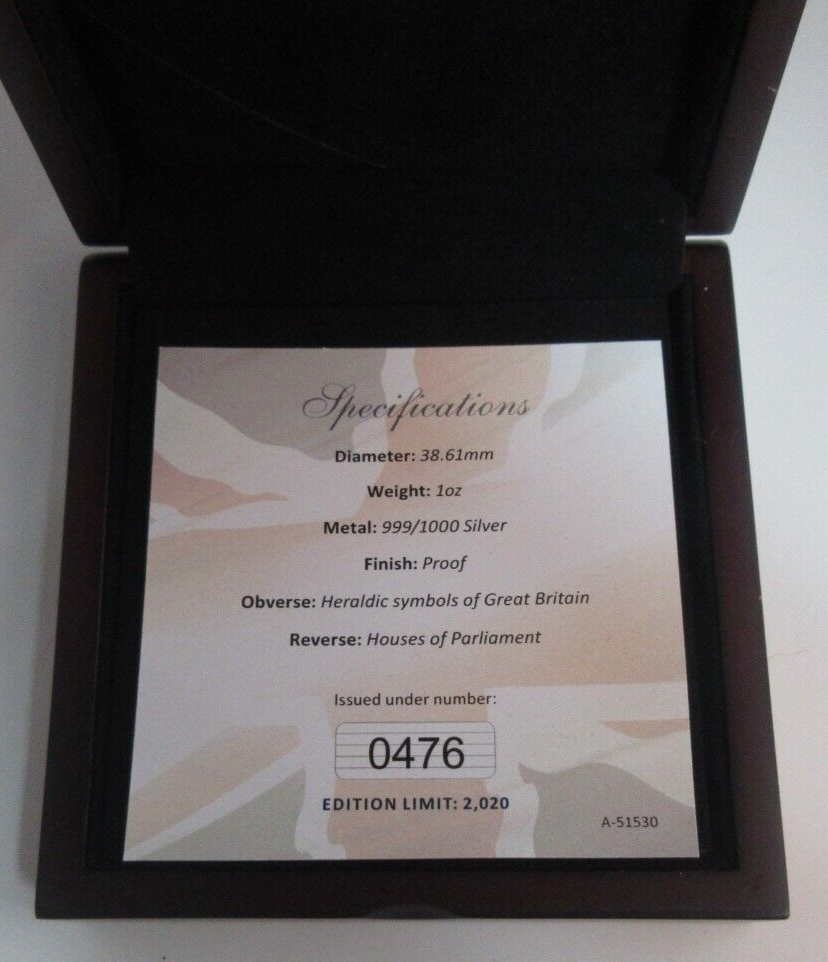 Specifications
Diameter: 38.61mm
Weight: 1oz
Metal: 999/1000 Silver
Finish: Proof
Obverse: Heraldic symbols of Great Britain
Reverse: Houses of Parliament
Issued under number:
0476
EDITION LIMIT: 2,020
A-51530